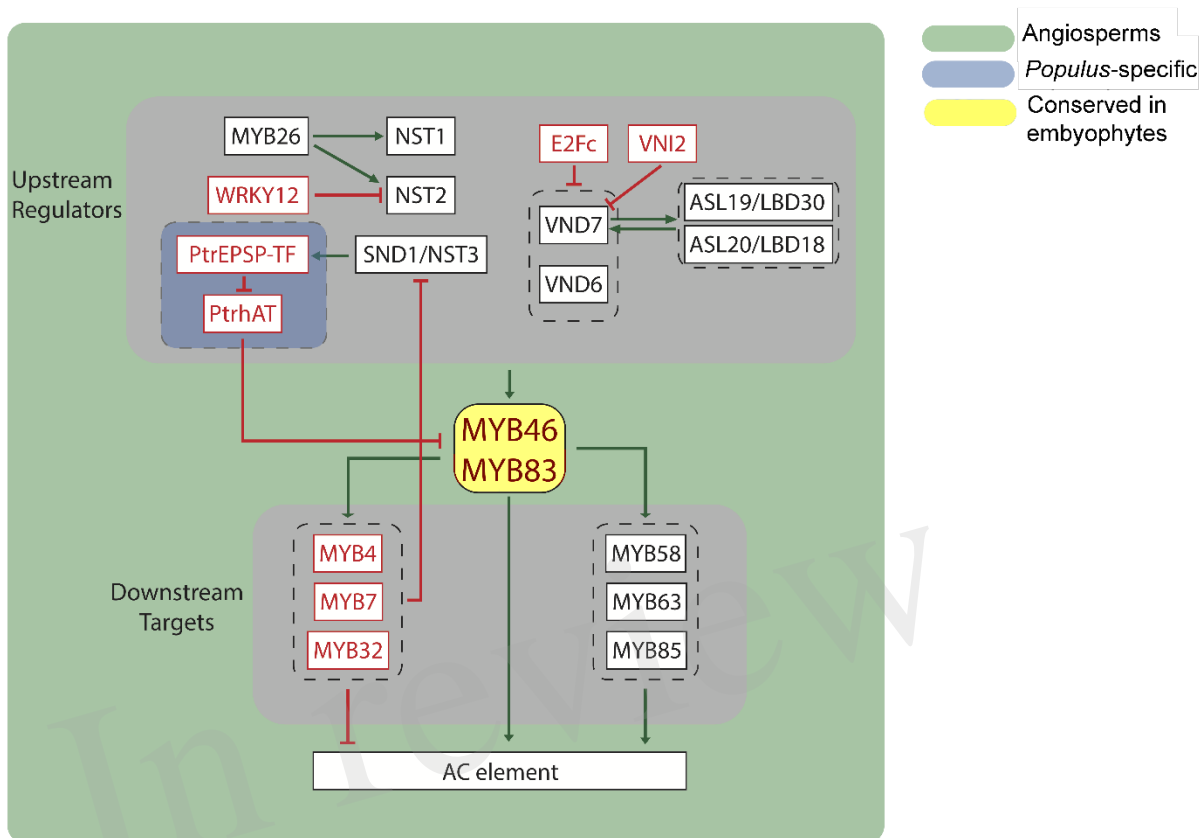 Angiosperms
Populus-specific
Conserved in
embyophytes
Upstream
Regulators
MYB26
NST1
WRKY12
NST2
PtrEPSP-TF
SND1/NST3
PtrhAT
E2Fc
VNI2
VND7
ASL19/LBD30
ASL20/LBD18
VND6
MYB46
MYB83
Downstream
Targets
MYB4
MYB7
MYB32
MYB58
MYB63
MYB85
AC element
In review